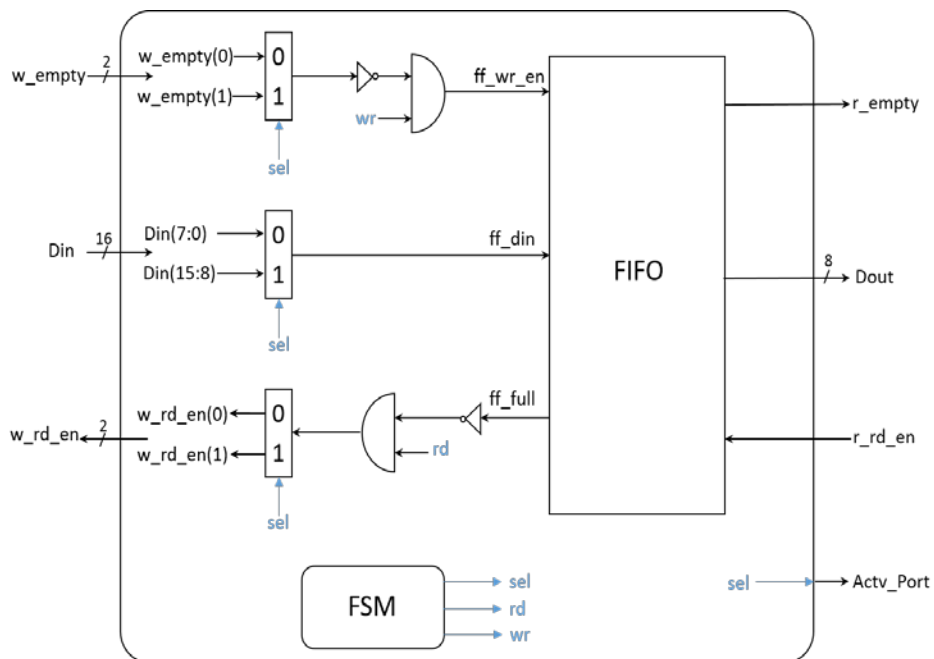 w_empty
2
w_empty(0)
w_empty(1)
0
1
sel
wr
ff_wr_en
r_empty
Din
16
Din(7:0)
Din(15:8)
0
1
sel
ff_din
FIFO
8
Dout
w_rd_en
2
w_rd_en(0)
w_rd_en(1)
0
1
sel
rd
ff_full
r_rd_en
FSM
sel
rd
wr
sel
Actv_Port